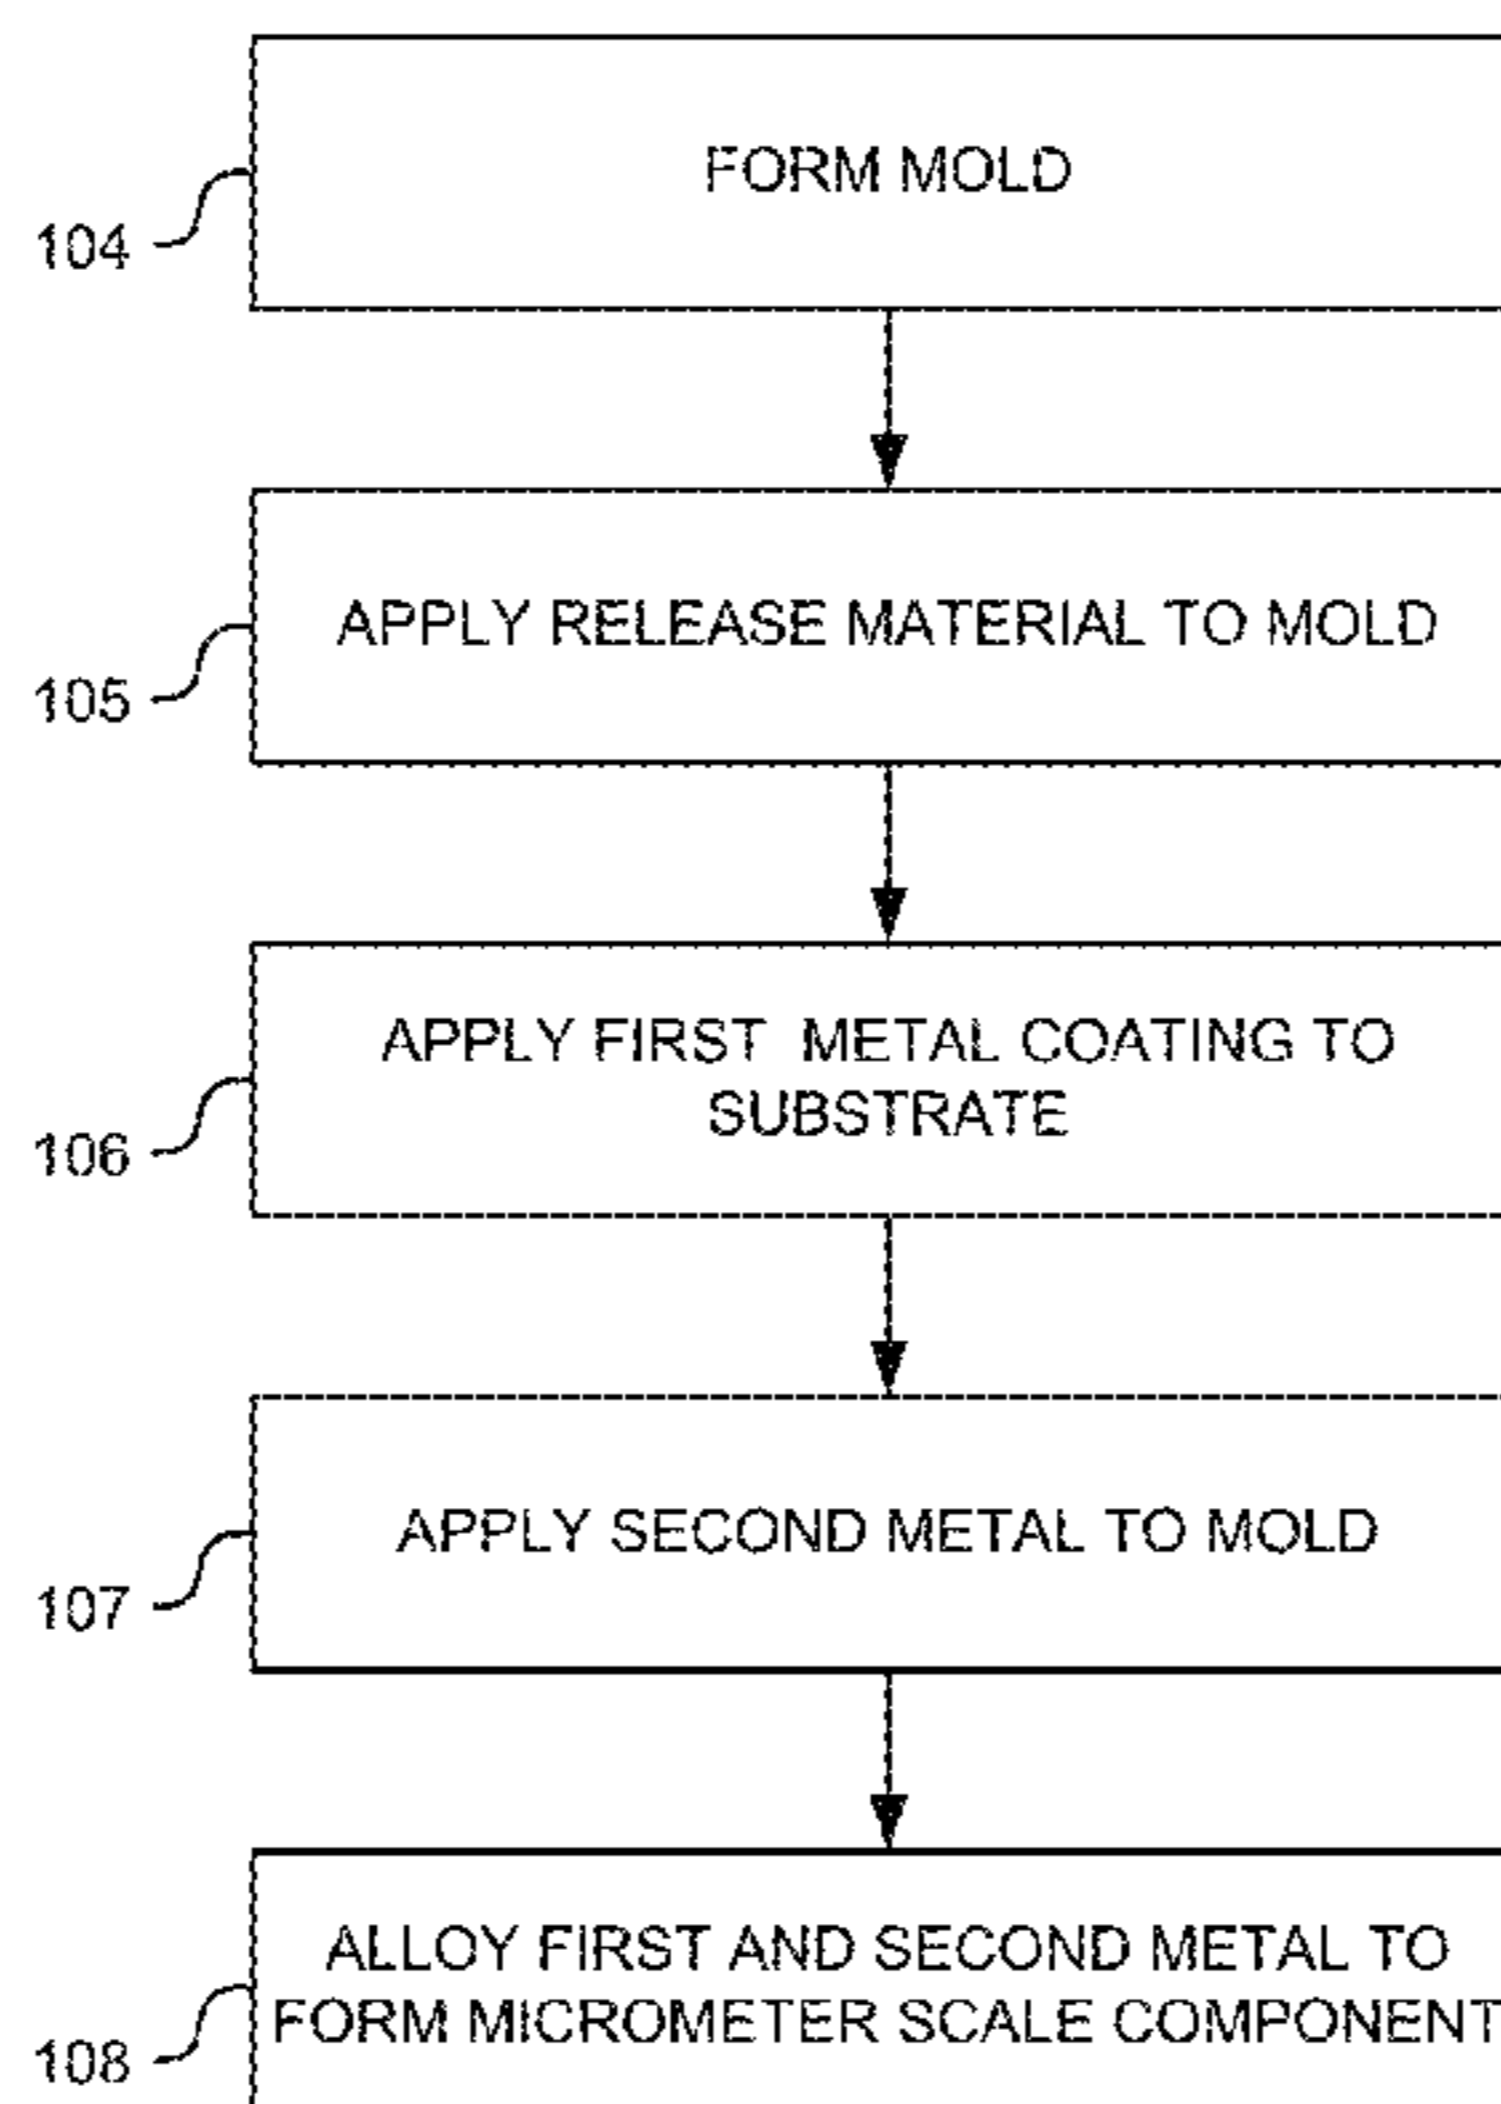 FORM MOLD
104
APPLY RELEASE MATERIAL TO MOLD
105
APPLY FIRST METAL COATING TO
SUBSTRATE
106
APPLY SECOND METAL TO MOLD
107
ALLOY FIRST AND SECOND METAL TO
FORM MICROMETER SCALE COMPONENT
108